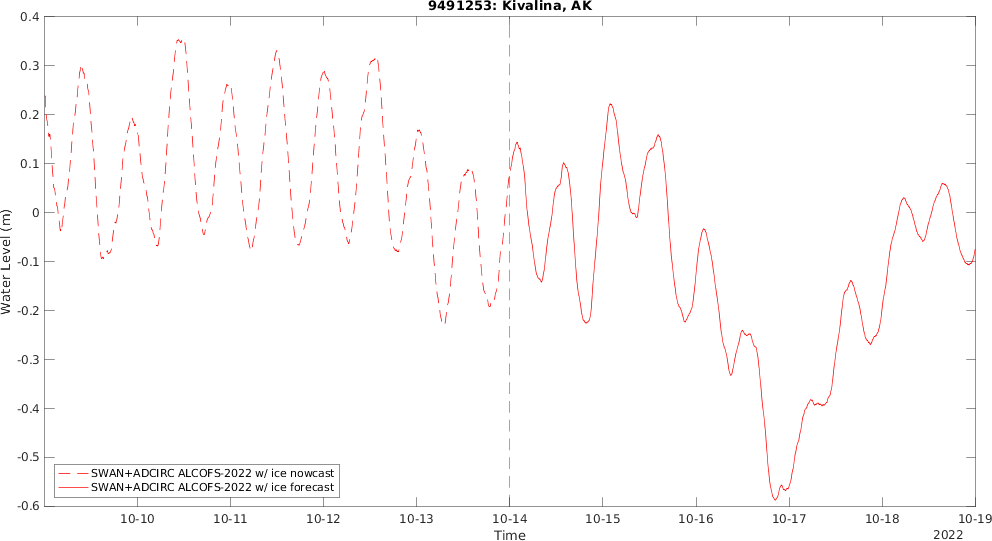 9491253: Kivalina, AK
0.4
0.3
0.2
0.1
0
-0.1
-0.2
-0.3
-0.4
-0.5
-0.6
Water Level (m)
SWAN+ADCIRC ALCOFS-2022 w/ ice nowcast
SWAN+ADCIRC ALCOFS-2022 w/ ice forecast
10-10 10-11 10-12 10-13 10-14 10-15 10-16 10-17 10-18 10-19
Time
2022